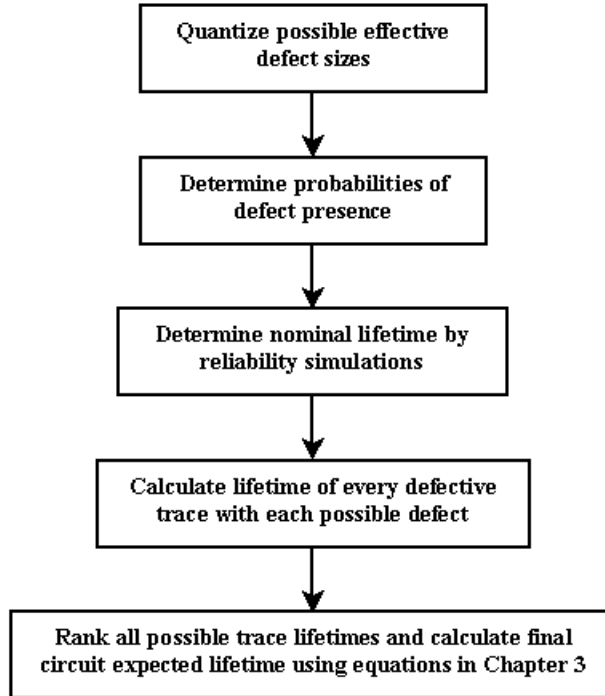 Quantize possible effective
defect sizes
Determine probabilities of
defect presence
Determine nominal lifetime by
reliability simulations
Calculate lifetime of every defective
trace with each possible defect
Rank all possible trace lifetimes and calculate final
circuit expected lifetime using equations in Chapter 3